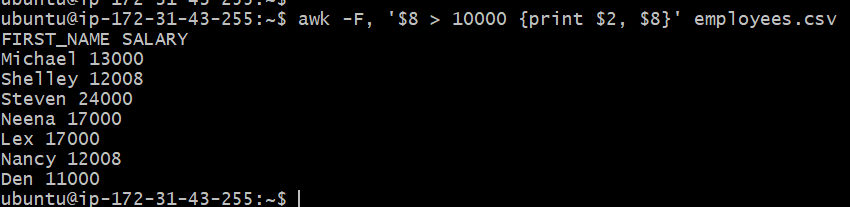 ubuntu@ip-172-31-43-255:~$ awk -F, '$8 > 10000 {print $2, $8}' employees.csv
FIRST_NAME SALARY
Michael 13000
Shelley 12008
Steven 24000
Neena 17000
Lex 17000
Nancy 12008
Den 11000
ubuntu@ip-172-31-43-255:~$